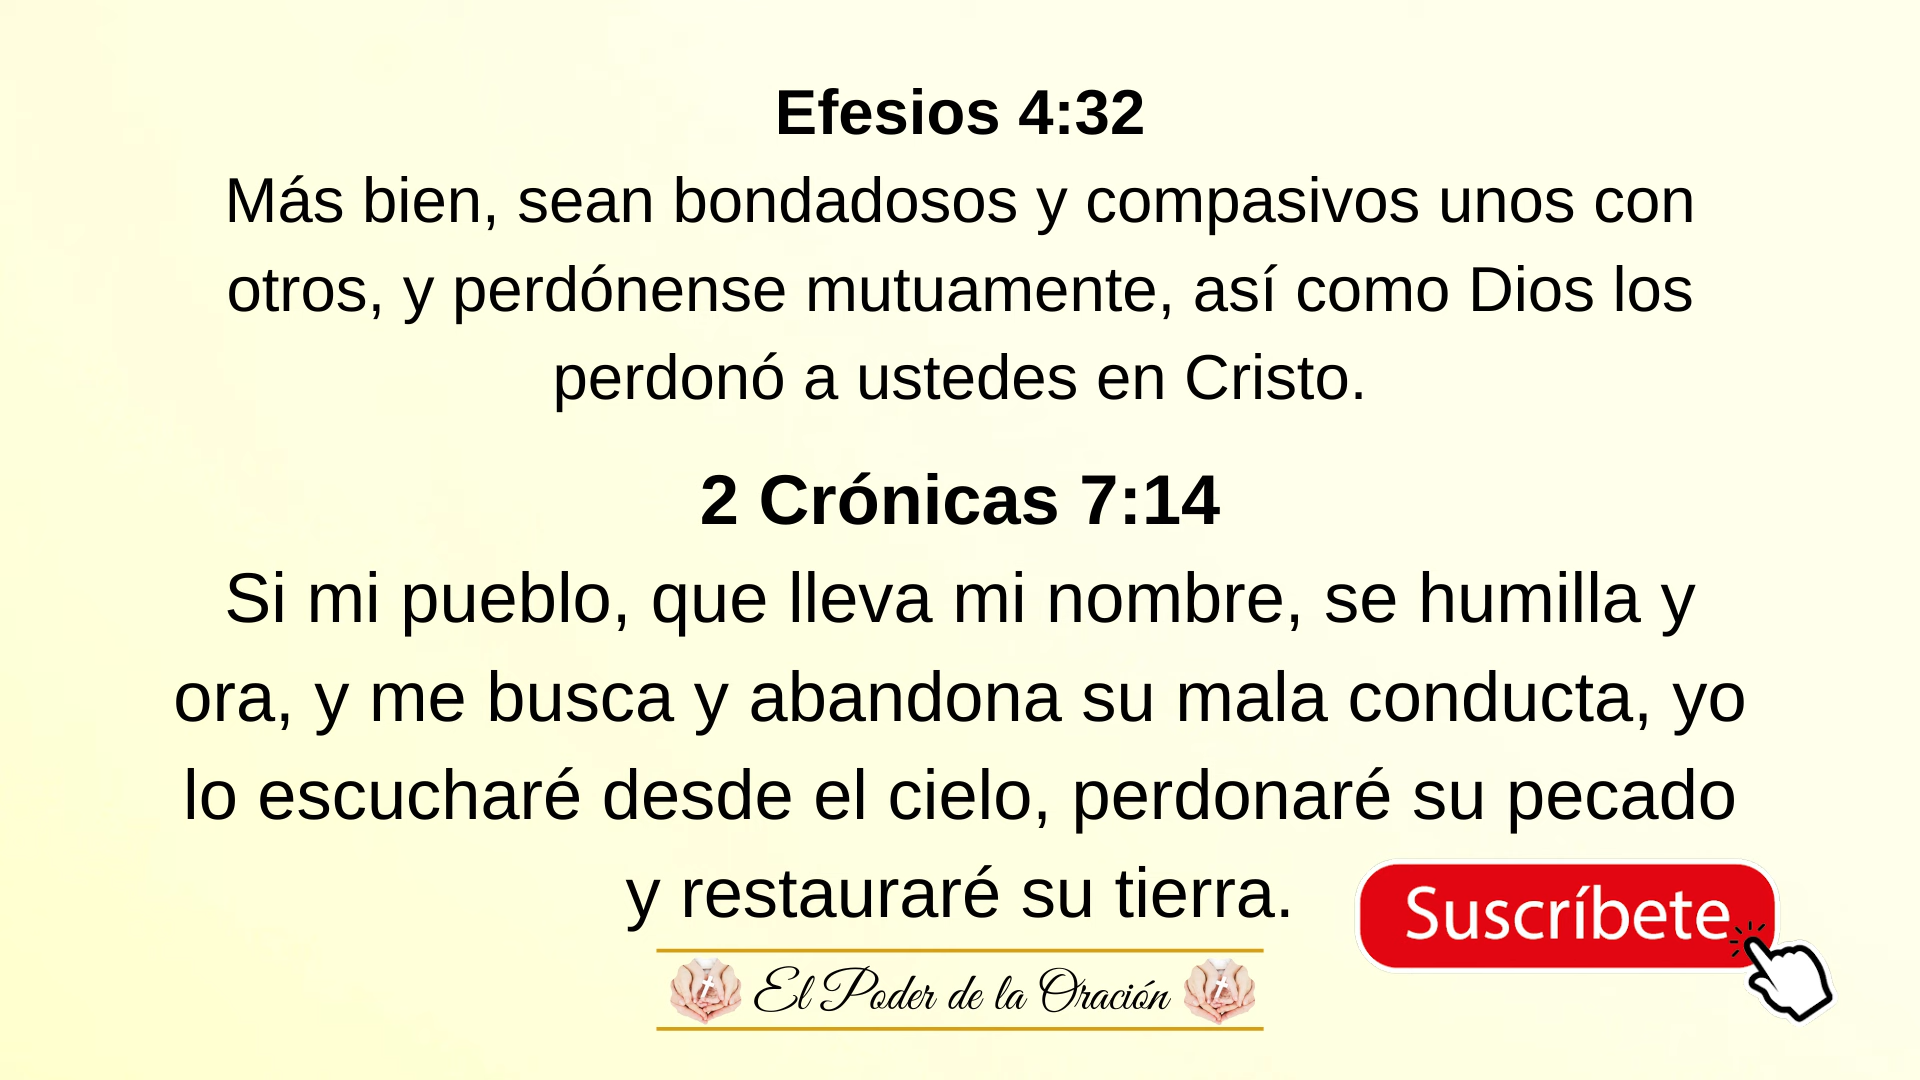 Efesios 4:32
Más bien, sean bondadosos y compasivos unos con
otros, y perdónense mutuamente, así como Dios los
perdonó a ustedes en Cristo.
2 Crónicas 7:14
Si mi pueblo, que lleva mi nombre, se humilla y
ora, y me busca y abandona su mala conducta, yo
lo escucharé desde el cielo, perdonaré su pecado
y restauraré su tierra.
Suscríbete
El Poder de la Oración